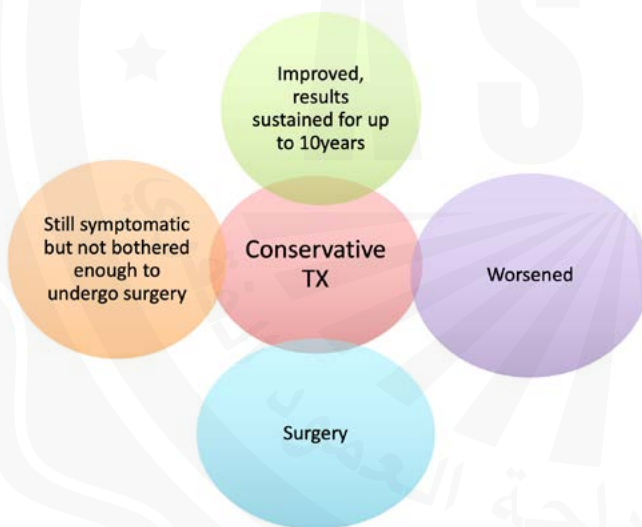 Improved,
results
sustained for up
to 10years
Still symptomatic
but not bothered
enough to
undergo surgery
Conservative
TX
Worsened
Surgery
A S